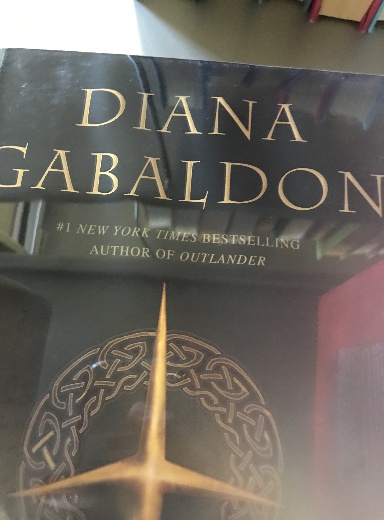 DIANA
GABALDON
#1 NEW YORK TIMES BESTSELLING
AUTHOR OF OUTLANDER